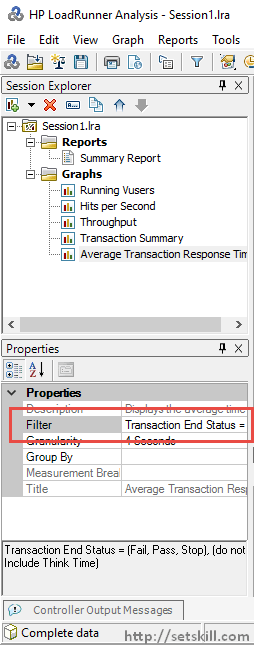 HP LoadRunner Analysis - Session1.lra
File Edit View Graph Reports Tools
Session Explorer
Session1.lra
Reports
Summary Report
Graphs
Running Vusers
Hits per Second
Throughput
Transaction Summary
Average Transaction Response Tim
Properties
Properties
Description Displays the average time
Filter Transaction End Status =
Granularity 4 Seconds
Group By
Measurement Break
Title Average Transaction Resp
Transaction End Status = (Fail, Pass, Stop), (do not
Include Think Time)
Controller Output Messages
Complete data
http://setskill.com